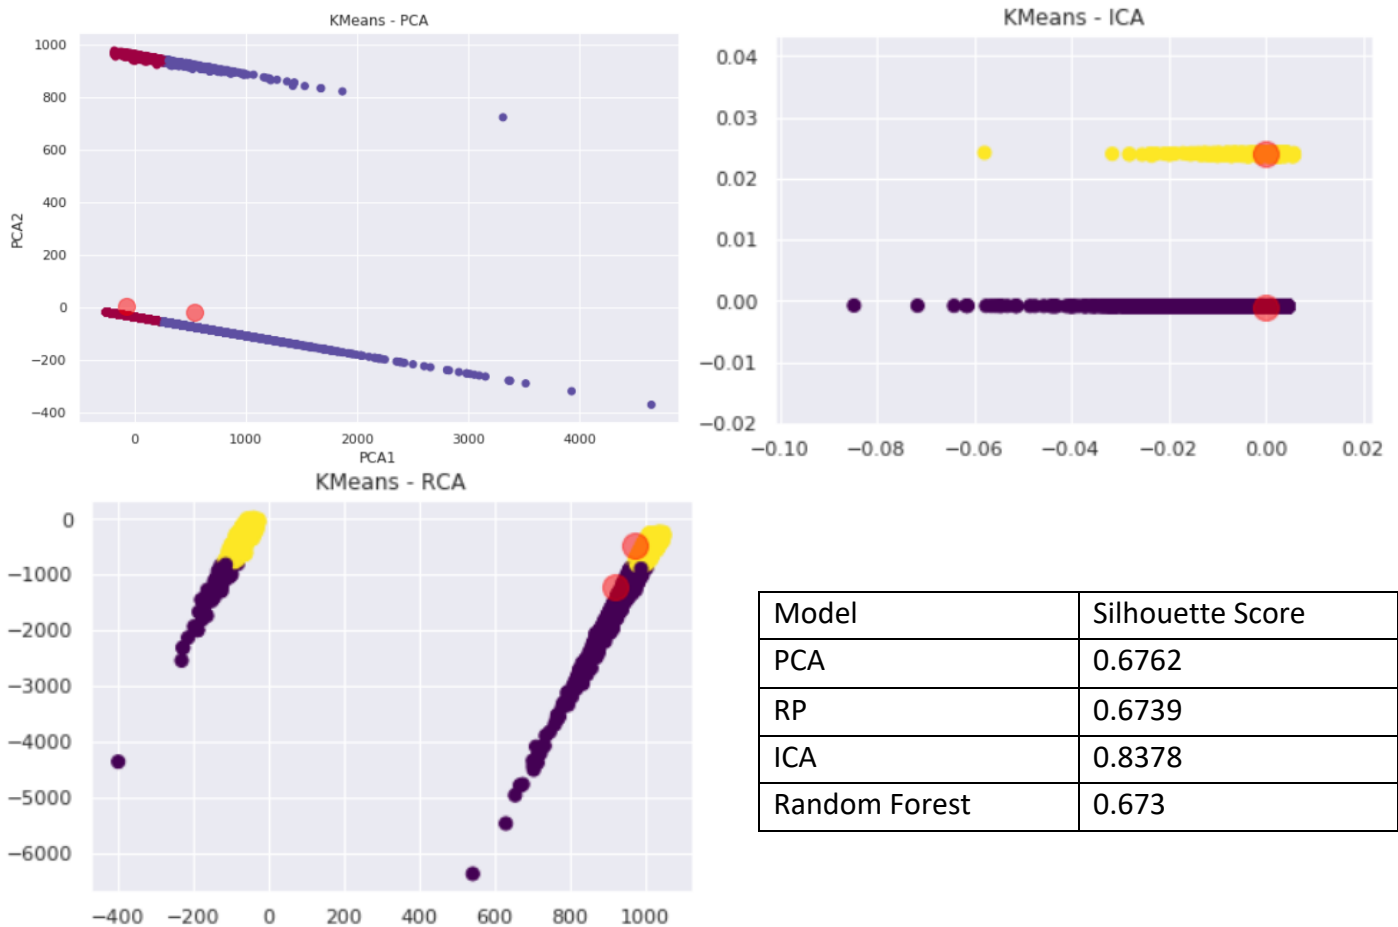 KMeans - PCA
1000
800
600
400
200
0
−200
−400
PCA2
0 1000 2000 3000 4000
PCA1
KMeans - ICA
0.04
0.03
0.02
0.01
0.00
−0.01
−0.02
−0.10 −0.08 −0.06 −0.04 −0.02 0.00 0.02
KMeans - RCA
0
−1000
−2000
−3000
−4000
−5000
−6000
−400 −200 0 200 400 600 800 1000
Model Silhouette Score
PCA 0.6762
RP 0.6739
ICA 0.8378
Random Forest 0.673